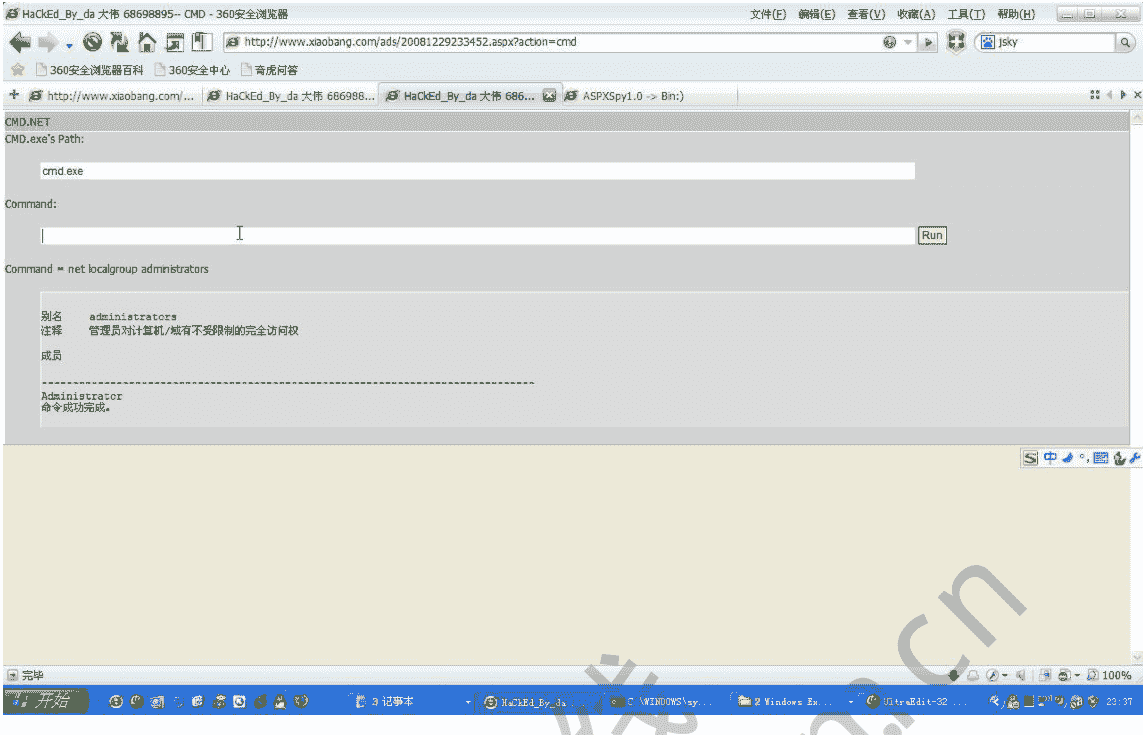 HaCkEd_By_da 大伟 68698895-- CMD - 360安全浏览器
文件(F) 编辑(E) 查看(V) 收藏(A) 工具(T) 帮助(H)
http://www.xiaobang.com/ads/20081229233452.aspx?action=cmd
jsky
360安全浏览器百科 360安全中心 奇虎问答
http://www.xiaobang.com/... HaCkEd_By_da 大伟 686988... HaCkEd_By_da 大伟 686... ASPXSpy1.0 -> Bin:)
CMD.NET
CMD.exe's Path:
cmd.exe
Command:
Run
Command = net localgroup administrators
别名 administrators
注释 管理员对计算机/域有不受限制的完全访问权
成员
-------------------------------------------------------------------------------
Administrator
命令成功完成。
中
完毕
100%
开始
3 记事本
HaCkEd_By_da ...
C:\WINDOWS\sy...
2 Windows Ex...
UltraEdit-32 ...
23:37
线
.cn